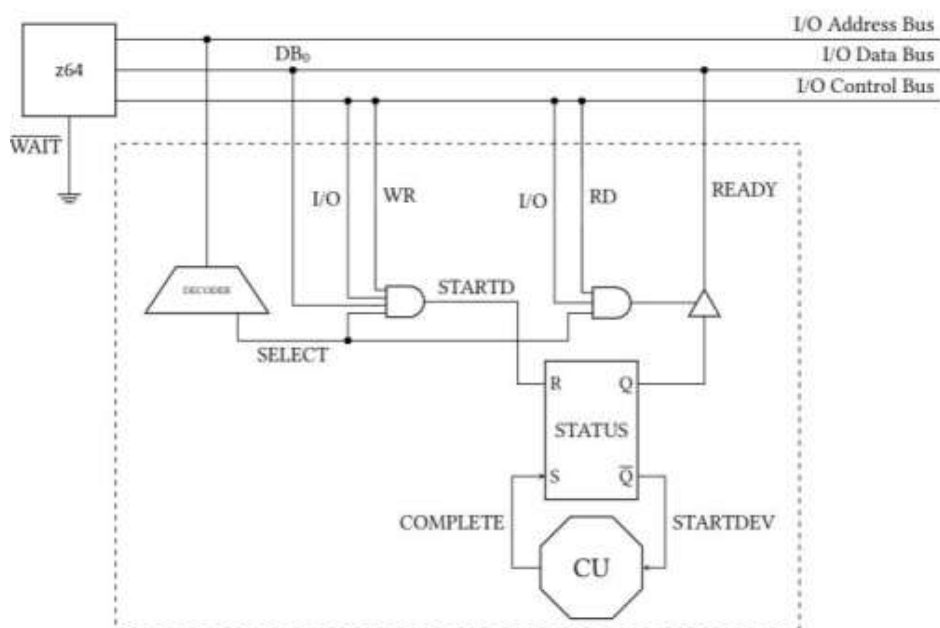 I/O Address Bus
z64
DB₀
I/O Data Bus
I/O Control Bus
WAIT
I/O
WR
I/O
RD
READY
DECODER
STARTD
SELECT
R
Q
STATUS
S
Q
COMPLETE
STARTDEV
CU